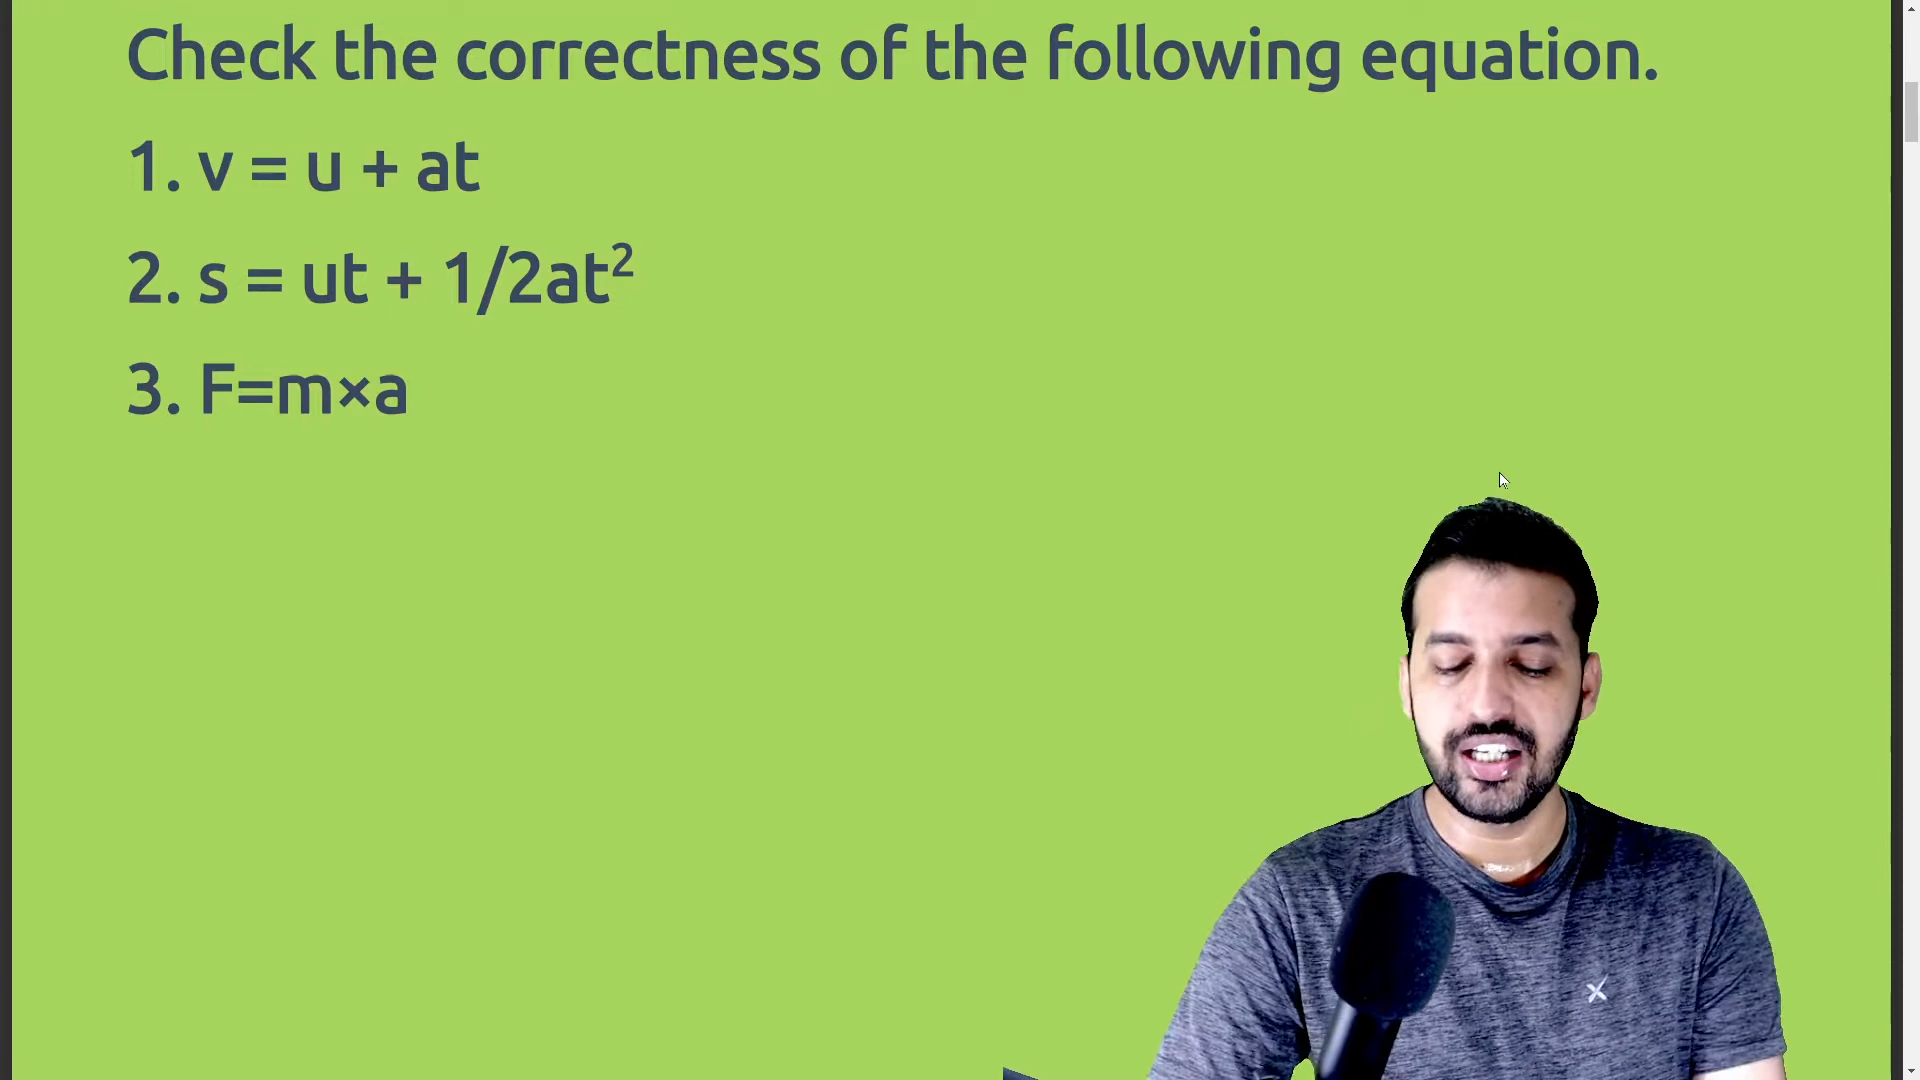 Check the correctness of the following equation.
1. v = u + at
2. s = ut + 1/2at²
3. F=m×a